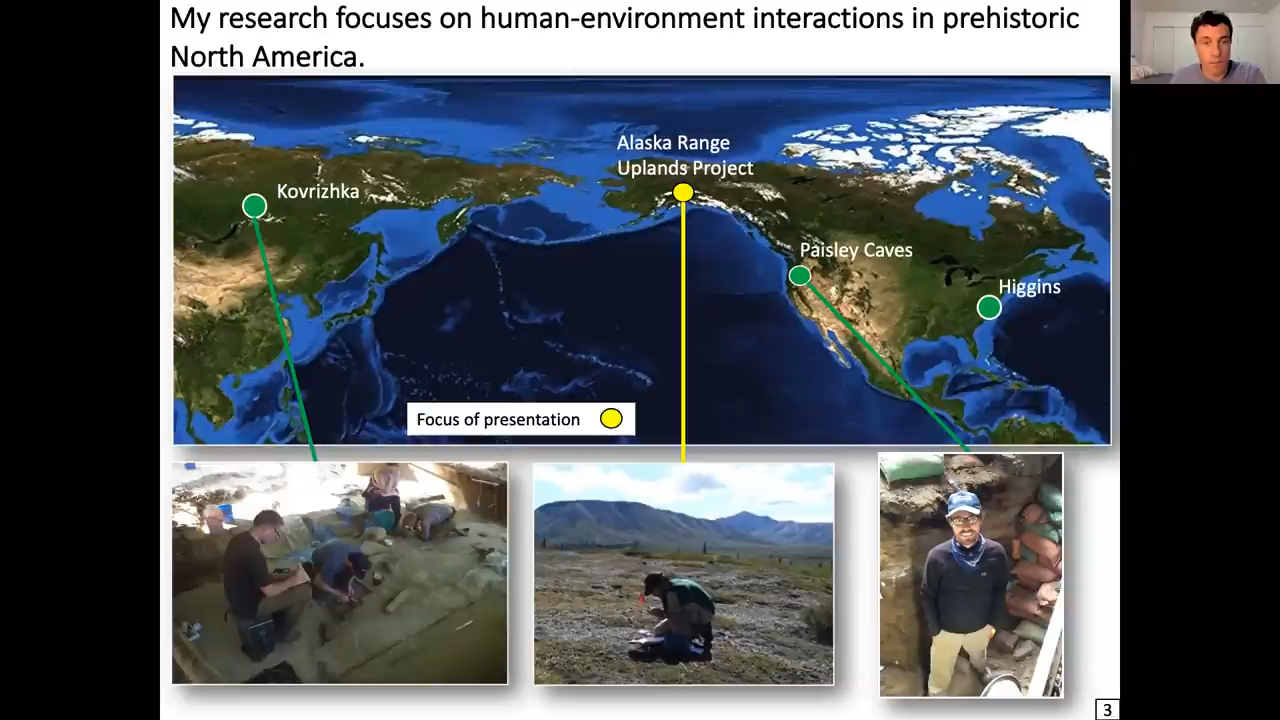 My research focuses on human-environment interactions in prehistoric
North America.
Alaska Range
Uplands Project
Kovrizhka
Paisley Caves
Higgins
Focus of presentation
3